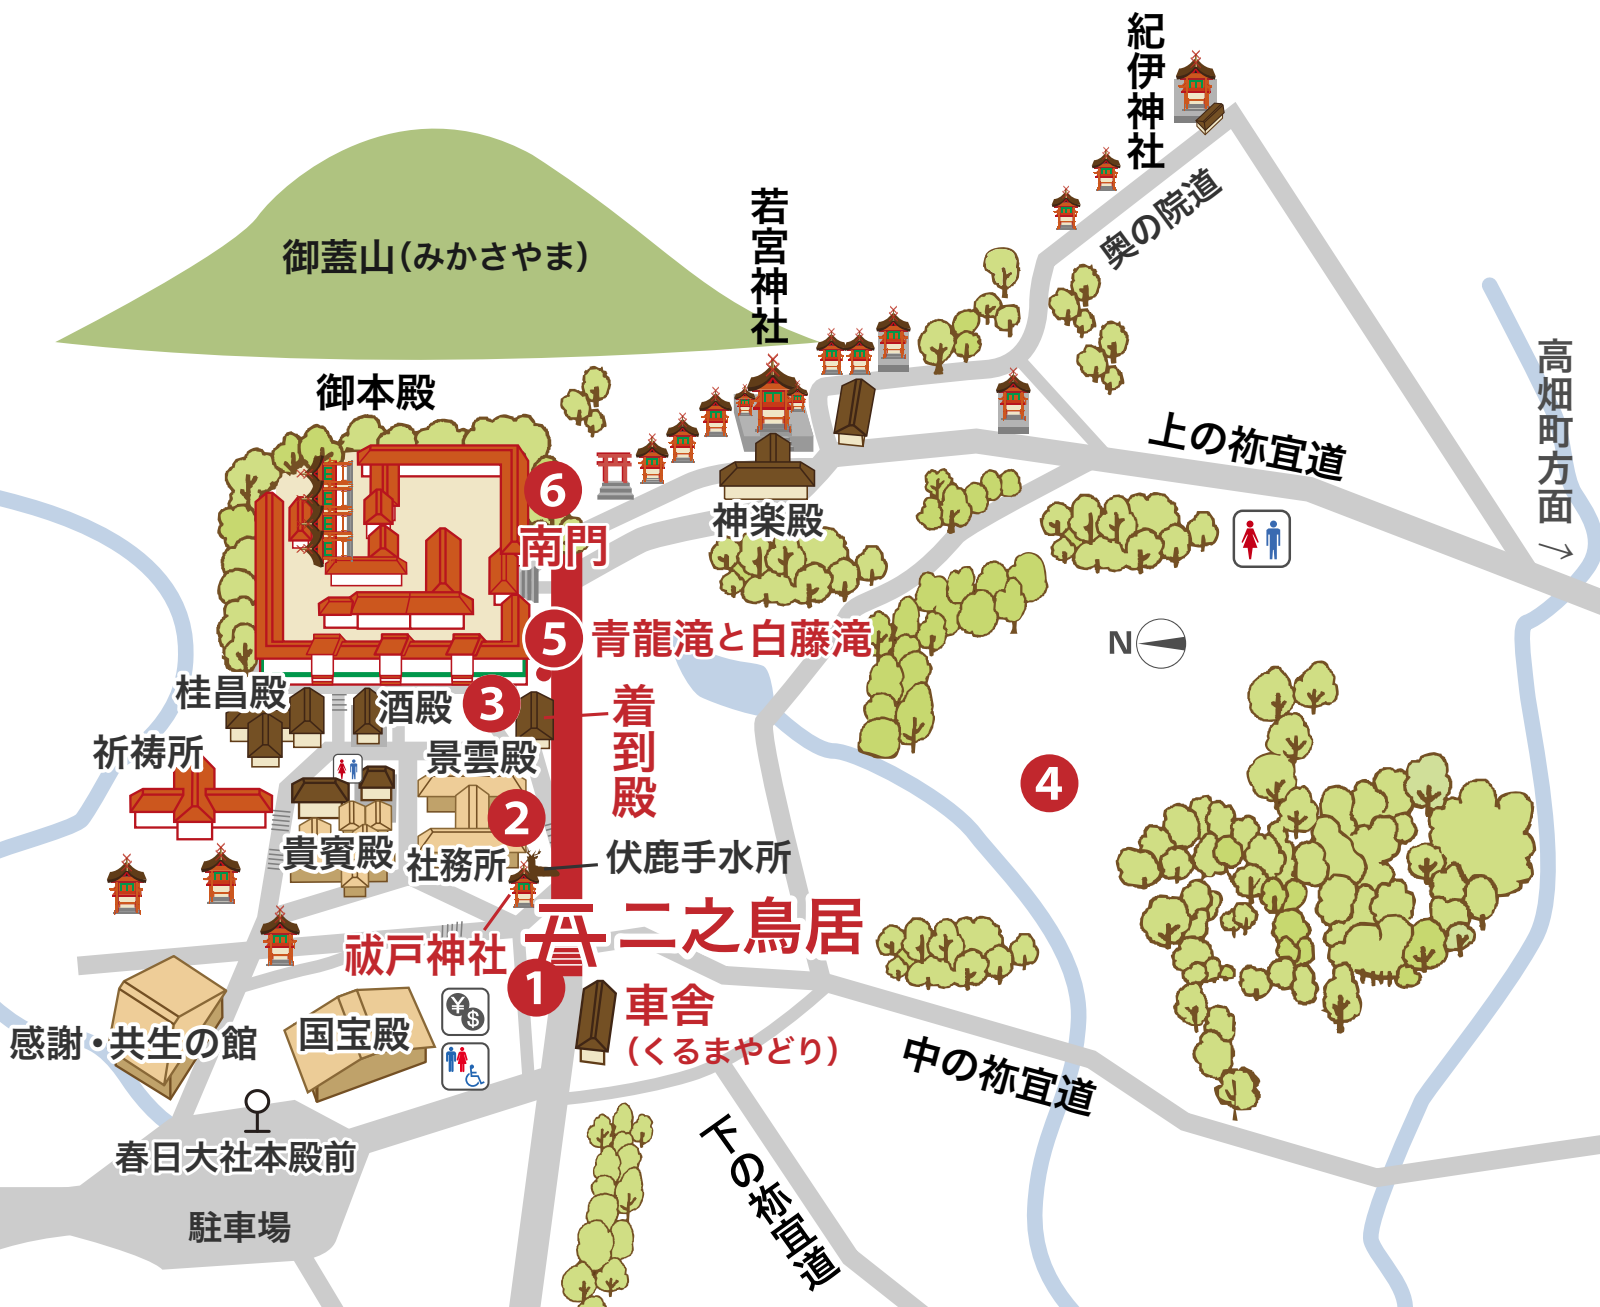 紀伊神社
奥の院道
若宮神社
御蓋山(みかさやま)
高畑町方面
→
御本殿
上の祢宜道
6
南門
神楽殿
N
5
青龍滝と白藤滝
桂昌殿
酒殿
3
着到殿
祈祷所
景雲殿
4
2
貴賓殿
社務所
伏鹿手水所
二之鳥居
祓戸神社
1
車舎
(くるまやどり)
¥
$
感謝・共生の館
国宝殿
中の祢宜道
下の祢宜道
春日大社本殿前
駐車場